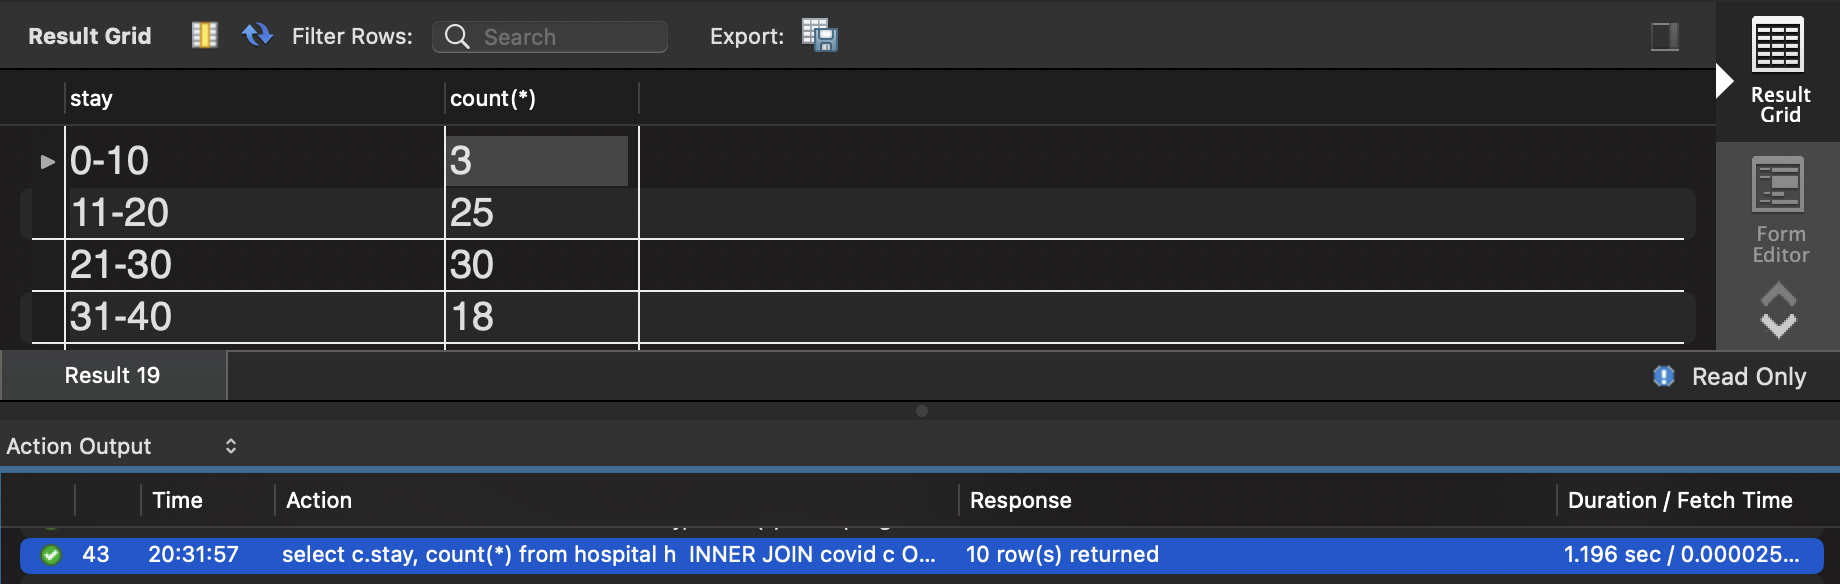 Result Grid Filter Rows: Search Export:
stay count(*)
0-10 3
11-20 25
21-30 30
31-40 18
Result
Grid
Form
Editor
Result 19 Read Only
Action Output
Time Action Response Duration / Fetch Time
43 20:31:57 select c.stay, count(*) from hospital h INNER JOIN covid c O... 10 row(s) returned 1.196 sec / 0.000025...